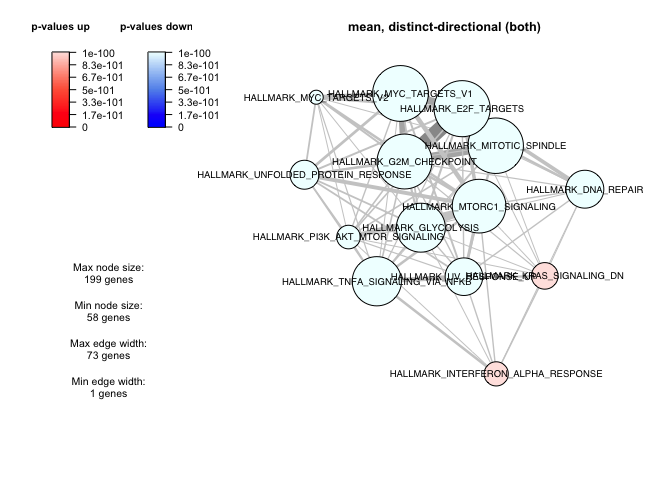 p-values up
p-values down
mean, distinct-directional (both)
1e-100
8.3e-101
6.7e-101
5e-101
3.3e-101
1.7e-101
0
1e-100
8.3e-101
6.7e-101
5e-101
3.3e-101
1.7e-101
0
HALLMARK_MYC_TARGETS_V1
HALLMARK_MYC_TARGETS_V2
HALLMARK_E2F_TARGETS
HALLMARK_MITOTIC_SPINDLE
HALLMARK_G2M_CHECKPOINT
HALLMARK_UNFOLDED_PROTEIN_RESPONSE
HALLMARK_DNA_REPAIR
HALLMARK_MTORC1_SIGNALING
HALLMARK_GLYCOLYSIS
HALLMARK_PI3K_AKT_MTOR_SIGNALING
HALLMARK_TNFA_SIGNALING_VIA_NFKB
HALLMARK_UV_RESPONSE_UP
HALLMARK_KRAS_SIGNALING_DN
HALLMARK_INTERFERON_ALPHA_RESPONSE
Max node size:
199 genes
Min node size:
58 genes
Max edge width:
73 genes
Min edge width:
1 genes